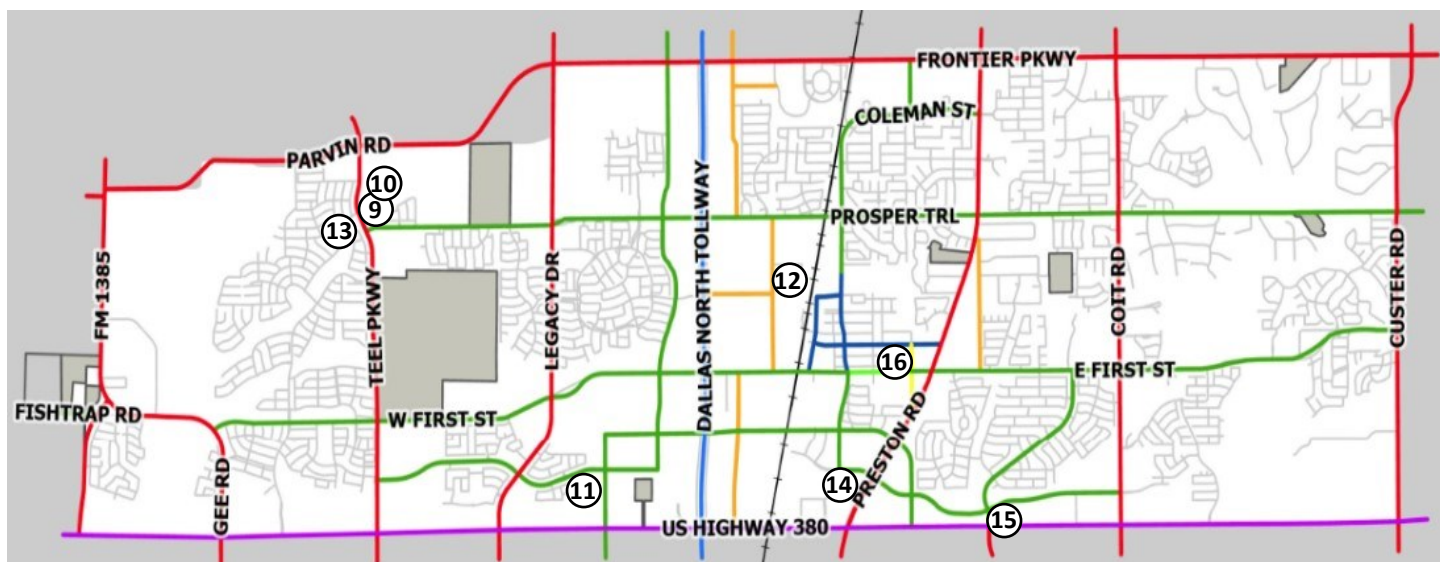 FRONTIER PKWY
COLEMAN ST
PARVIN RD
10
9
13
PROSPER TRL
DALLAS NORTH TOLLWAY
12
FM 1385
TEEL PKWY
LEGACY DR
COIT RD
CUSTER RD
16
E FIRST ST
FISHTRAP RD
W FIRST ST
PRESTON RD
GEE RD
11
14
15
US HIGHWAY 380